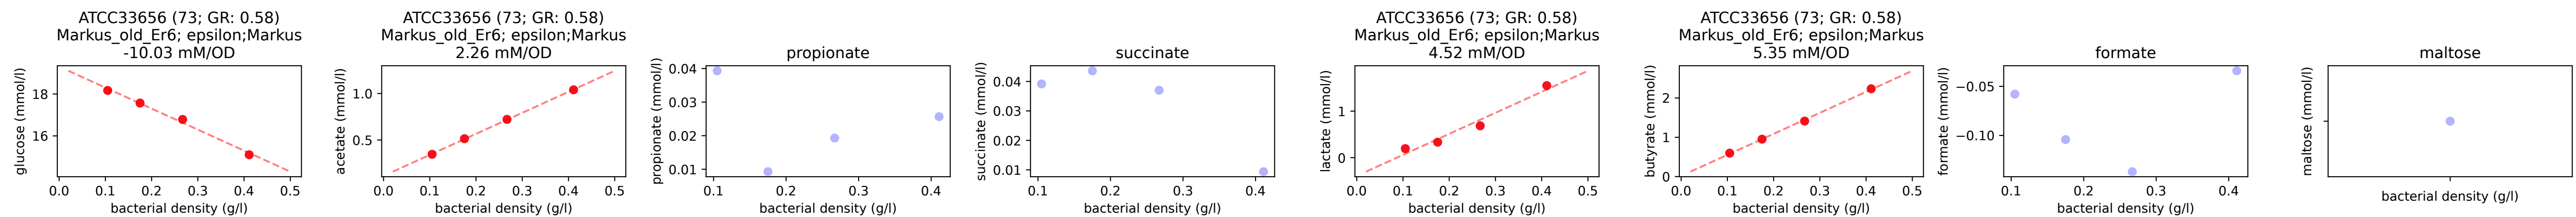 ATCC33656 (73; GR: 0.58)
Markus_old_Er6; epsilon;Markus
-10.03 mM/OD
glucose (mmol/l)
18
16
0.0 0.1 0.2 0.3 0.4 0.5
bacterial density (g/l)
ATCC33656 (73; GR: 0.58)
Markus_old_Er6; epsilon;Markus
2.26 mM/OD
acetate (mmol/l)
1.0
0.5
0.0 0.1 0.2 0.3 0.4 0.5
bacterial density (g/l)
propionate
propionate (mmol/l)
0.04
0.03
0.02
0.01
0.1 0.2 0.3 0.4
bacterial density (g/l)
succinate
succinate (mmol/l)
0.04
0.03
0.02
0.01
0.1 0.2 0.3 0.4
bacterial density (g/l)
ATCC33656 (73; GR: 0.58)
Markus_old_Er6; epsilon;Markus
4.52 mM/OD
lactate (mmol/l)
1
0
0.0 0.1 0.2 0.3 0.4 0.5
bacterial density (g/l)
ATCC33656 (73; GR: 0.58)
Markus_old_Er6; epsilon;Markus
5.35 mM/OD
butyrate (mmol/l)
2
1
0
0.0 0.1 0.2 0.3 0.4 0.5
bacterial density (g/l)
formate
formate (mmol/l)
−0.05
−0.10
0.1 0.2 0.3 0.4
bacterial density (g/l)
maltose
maltose (mmol/l)
bacterial density (g/l)